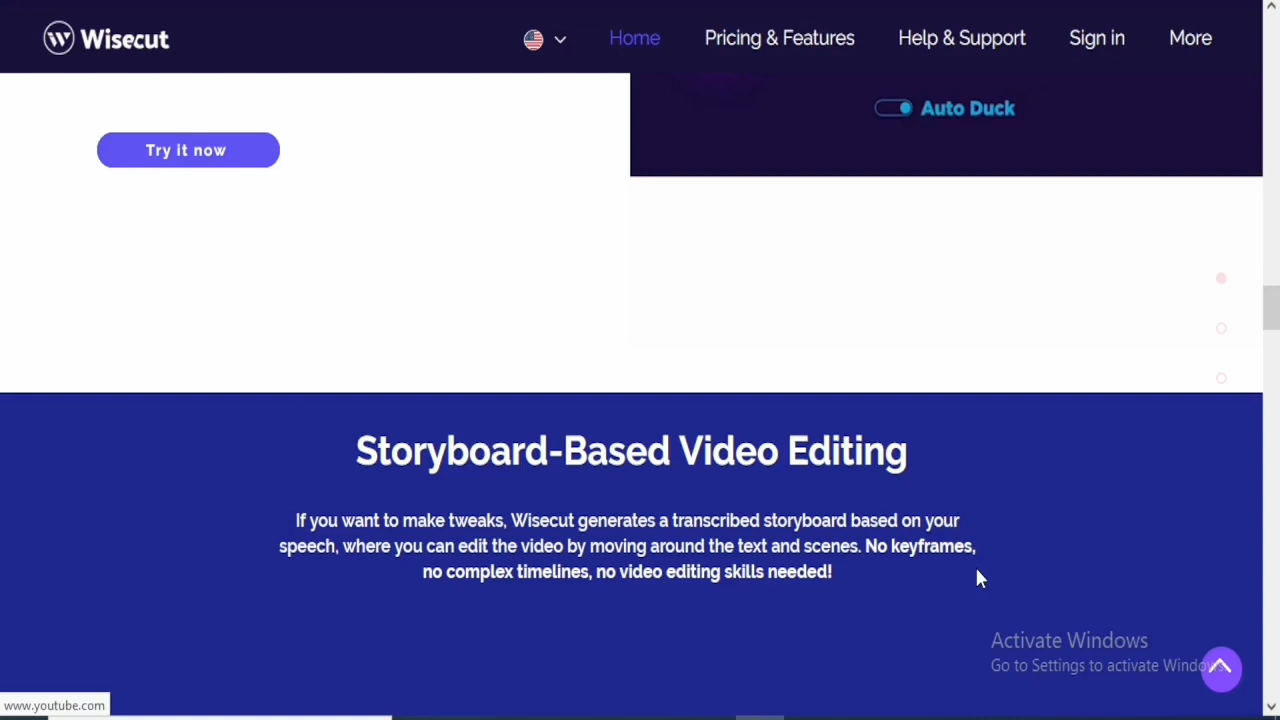 Wisecut
Home
Pricing & Features
Help & Support
Sign in
More
Auto Duck
Try it now
Storyboard-Based Video Editing
If you want to make tweaks, Wisecut generates a transcribed storyboard based on your
speech, where you can edit the video by moving around the text and scenes. No keyframes,
no complex timelines, no video editing skills needed!
Activate Windows
Go to Settings to activate Windows.
www.youtube.com